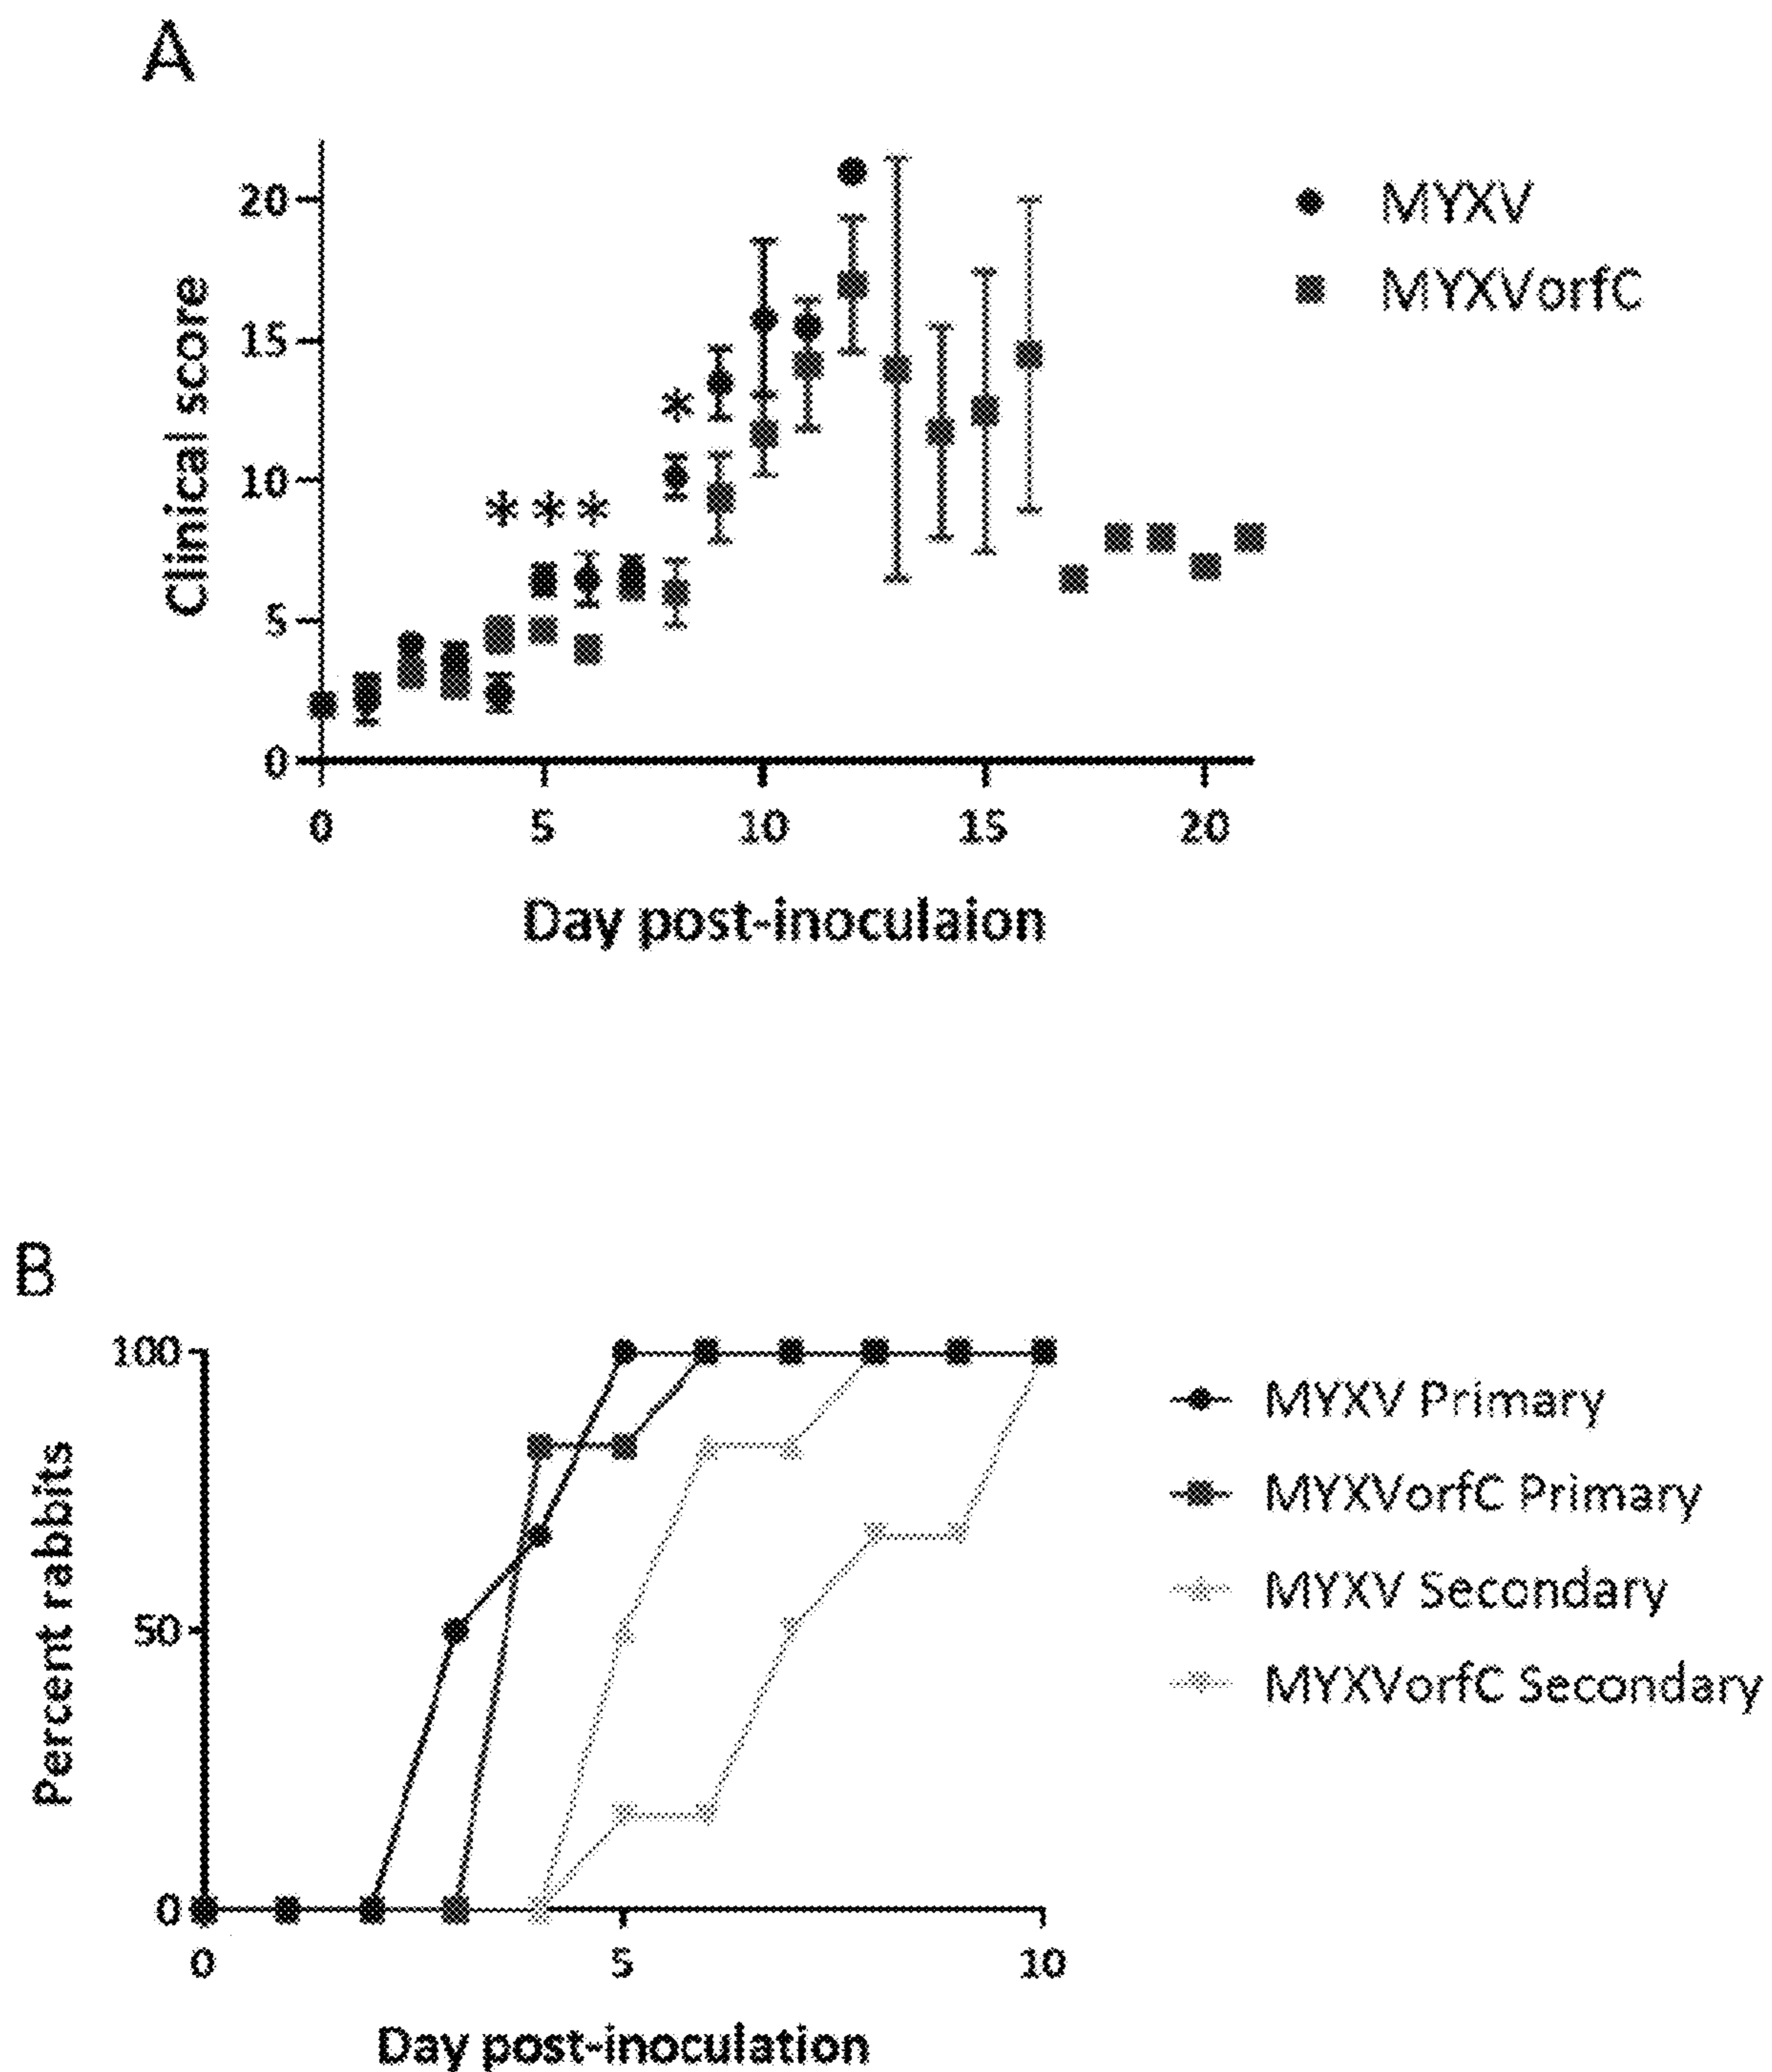 A
20
15
10
5
0
* * *
*
0 5 10 15 20
Clinical score
Day post-inoculaion
MYXV
MYXVorfC
B
100
50
0
0 5 10
Percent rabbits
Day post-inoculation
MYXV Primary
MYXVorfC Primary
MYXV Secondary
MYXVorfC Secondary